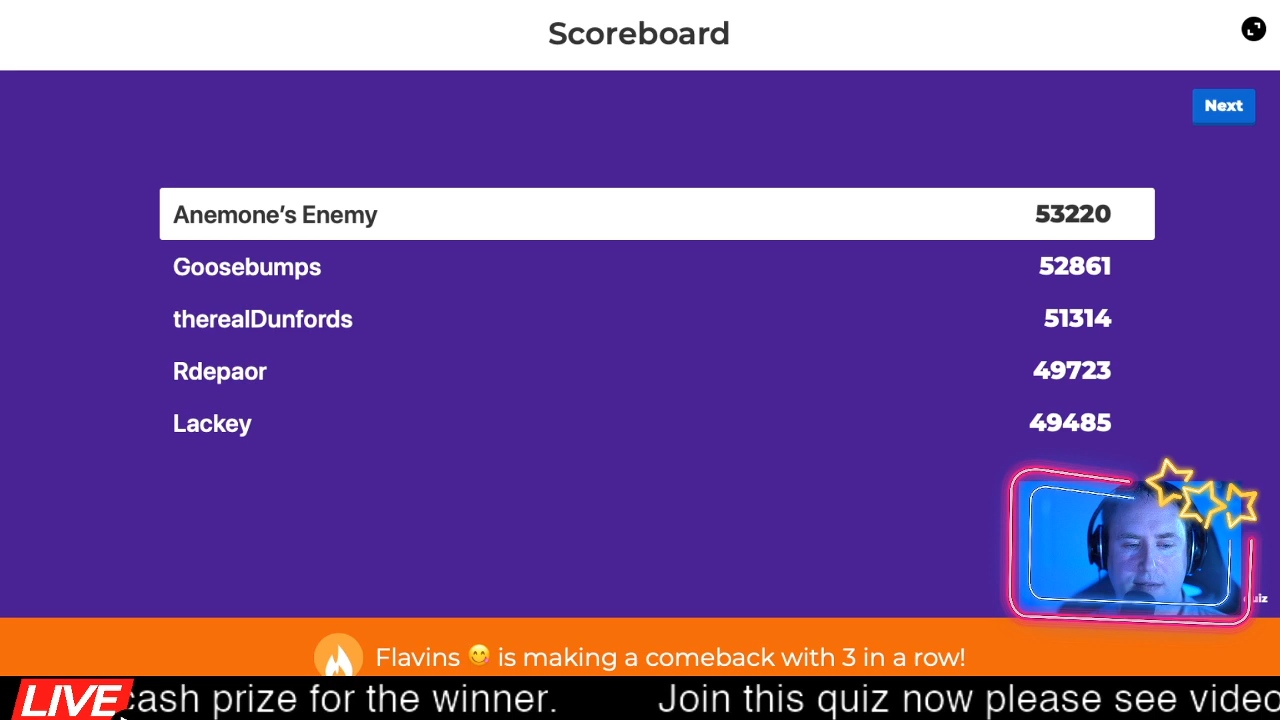 Scoreboard
Next
Anemone’s Enemy 53220
Goosebumps 52861
therealDunfords 51314
Rdepaor 49723
Lackey 49485
Flavins 😋 is making a comeback with 3 in a row!
LIVE cash prize for the winner. Join this quiz now please see video